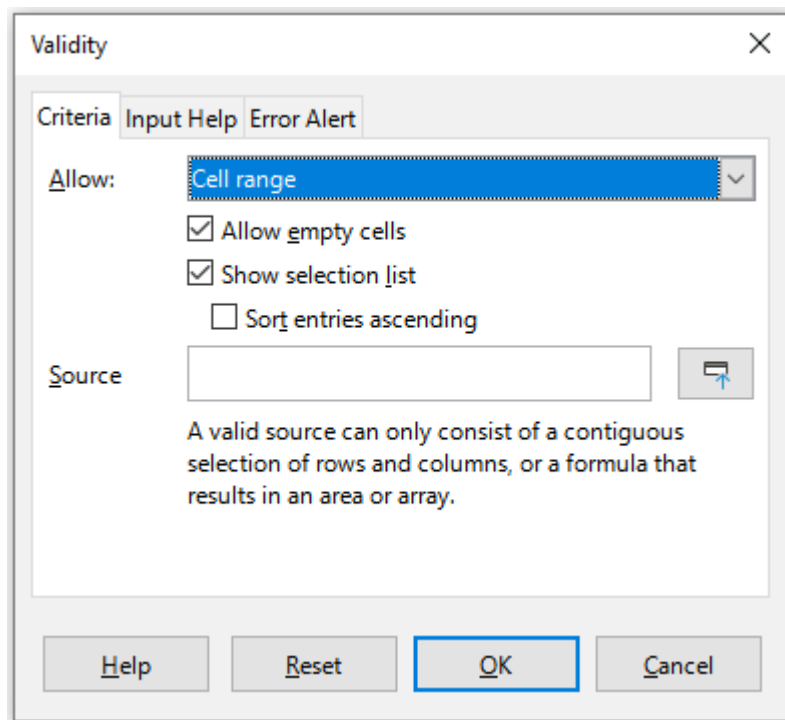 Validity
Criteria Input Help Error Alert
Allow: Cell range
Allow empty cells
Show selection list
Sort entries ascending
Source
A valid source can only consist of a contiguous
selection of rows and columns, or a formula that
results in an area or array.
Help Reset OK Cancel